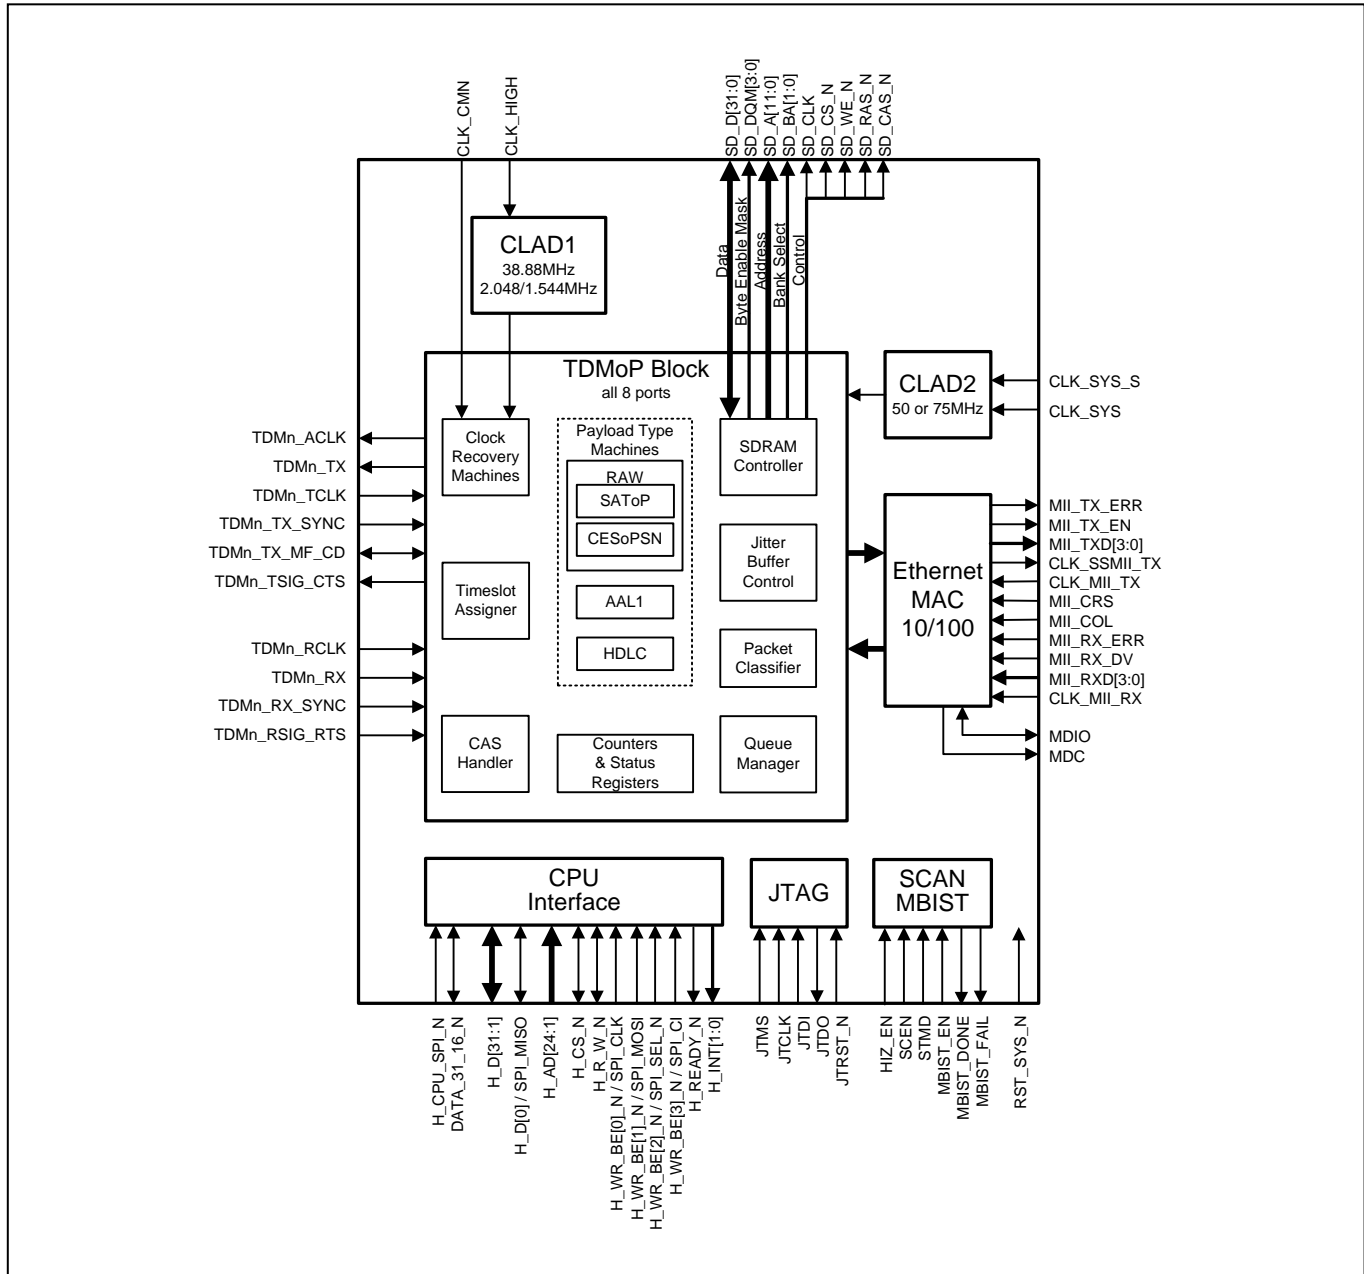 CLK_CMN
CLK_HIGH
SD_D[31:0]
SD_DQM[3:0]
SD_A[11:0]
SD_BA[1:0]
SD_CLK
SD_CS_N
SD_WE_N
SD_RAS_N
SD_CAS_N
CLAD1
38.88MHz
2.048/1.544MHz
Data
Byte Enable Mask
Address
Bank Select
Control
TDMoP Block
all 8 ports
CLAD2
50 or 75MHz
CLK_SYS_S
CLK_SYS
Clock
Recovery
Machines
Payload Type
Machines
RAW
SAToP
CESoPSN
AAL1
HDLC
SDRAM
Controller
Jitter
Buffer
Control
Timeslot
Assigner
Packet
Classifier
CAS
Handler
Counters
& Status
Registers
Queue
Manager
TDMn_ACLK
TDMn_TX
TDMn_TCLK
TDMn_TX_SYNC
TDMn_TX_MF_CD
TDMn_TSIG_CTS
TDMn_RCLK
TDMn_RX
TDMn_RX_SYNC
TDMn_RSIG_RTS
Ethernet
MAC
10/100
MII_TX_ERR
MII_TX_EN
MII_TXD[3:0]
CLK_SSMII_TX
CLK_MII_TX
MII_CRS
MII_COL
MII_RX_ERR
MII_RX_DV
MII_RXD[3:0]
CLK_MII_RX
MDIO
MDC
CPU
Interface
JTAG
SCAN
MBIST
H_CPU_SPI_N
DATA_31_16_N
H_D[31:1]
H_D[0] / SPI_MISO
H_AD[24:1]
H_CS_N
H_R_W_N
H_WR_BE[0]_N / SPI_CLK
H_WR_BE[1]_N / SPI_MOSI
H_WR_BE[2]_N / SPI_SEL_N
H_WR_BE[3]_N / SPI_CI
H_READY_N
H_INT[1:0]
JTMS
JTCLK
JTDI
JTDO
JTRST_N
HIZ_EN
SCEN
STMD
MBIST_EN
MBIST_DONE
MBIST_FAIL
RST_SYS_N